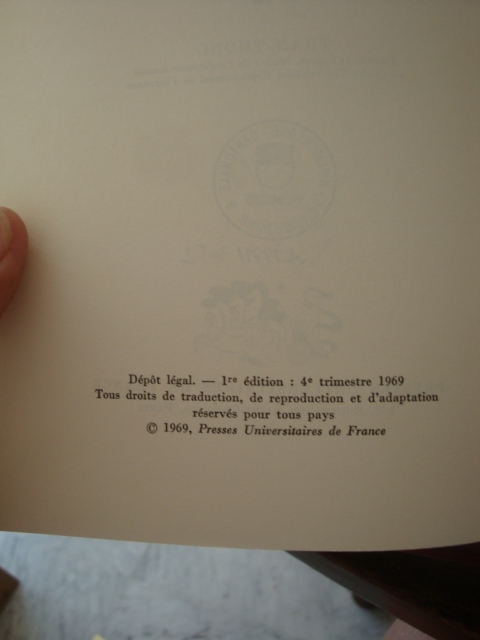 Dépôt légal. — 1re édition : 4e trimestre 1969
Tous droits de traduction, de reproduction et d'adaptation
réservés pour tous pays
© 1969, Presses Universitaires de France